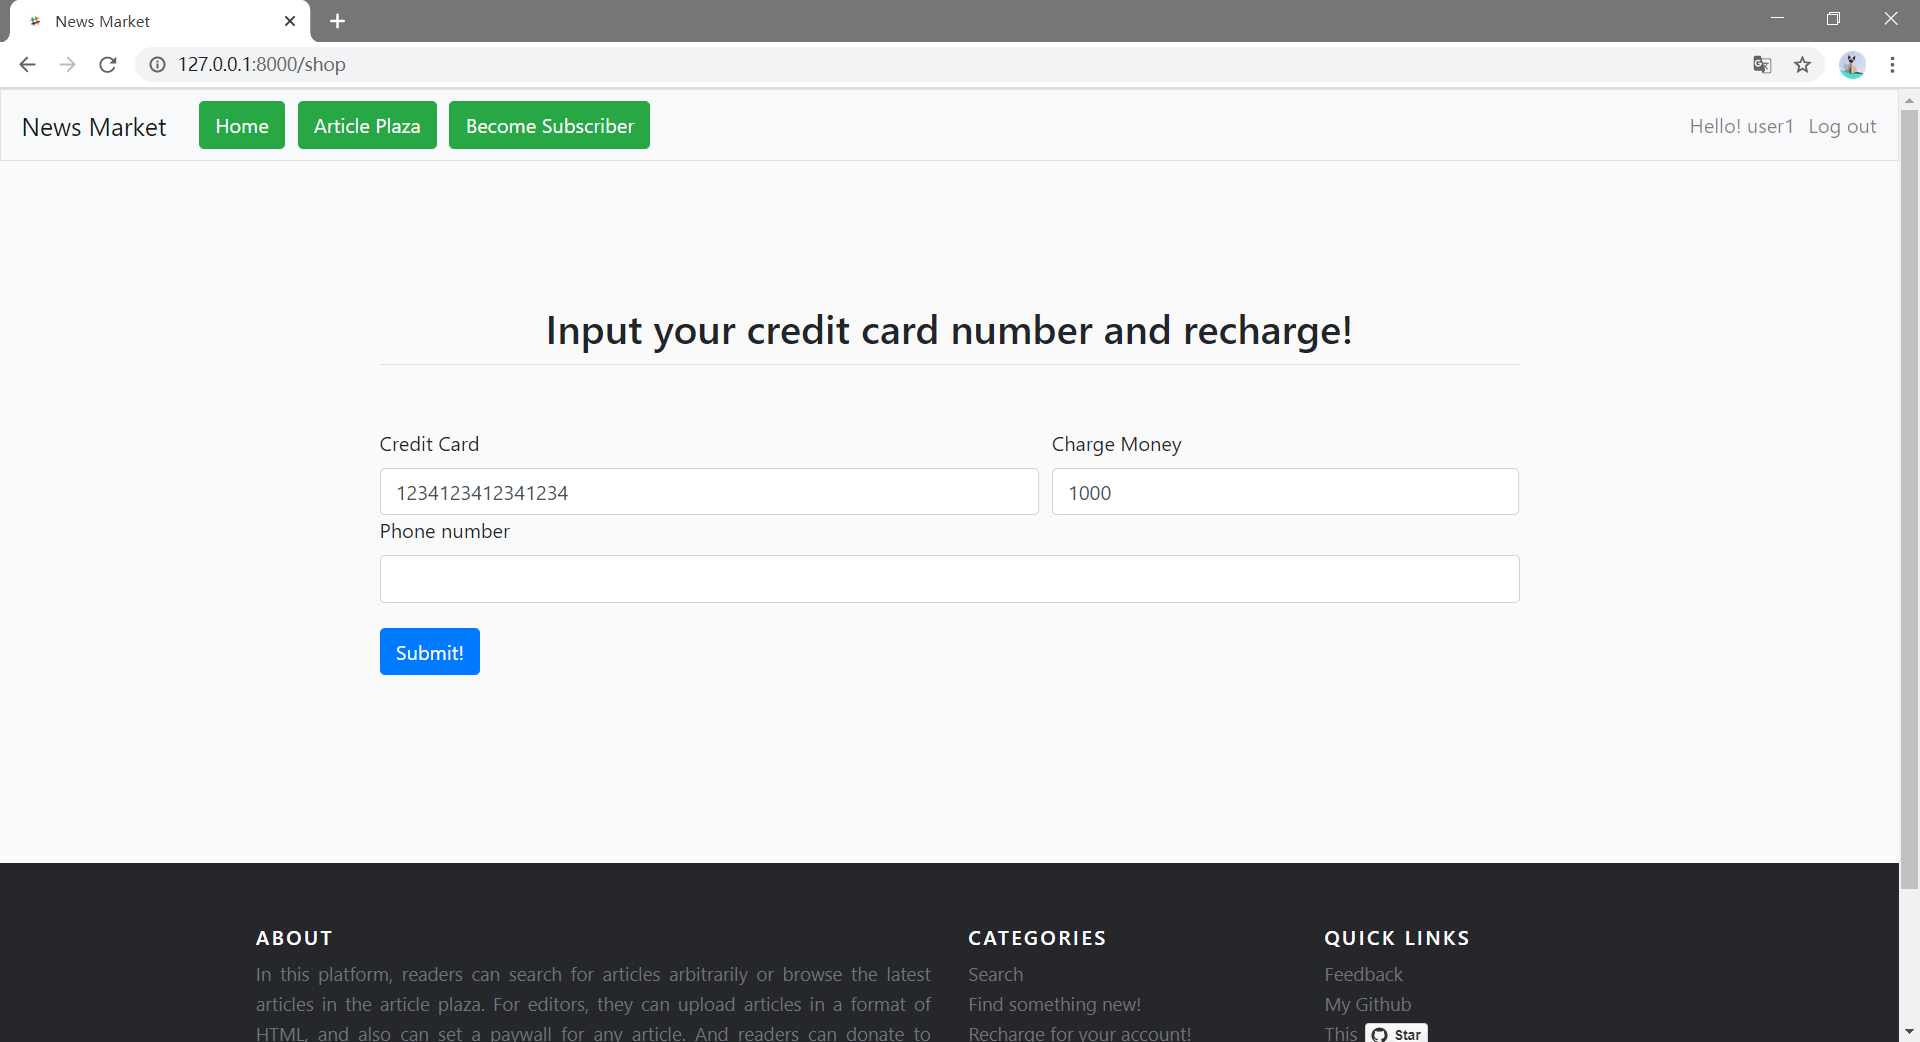 News Market
127.0.0.1:8000/shop
News Market Home Article Plaza Become Subscriber Hello! user1 Log out
Input your credit card number and recharge!
Credit Card Charge Money
1234123412341234 1000
Phone number
Submit!
ABOUT
In this platform, readers can search for articles arbitrarily or browse the latest
articles in the article plaza. For editors, they can upload articles in a format of
HTML, and also can set a paywall for any article. And readers can donate to
CATEGORIES
Search
Find something new!
Recharge for your account!
QUICK LINKS
Feedback
My Github
This Star